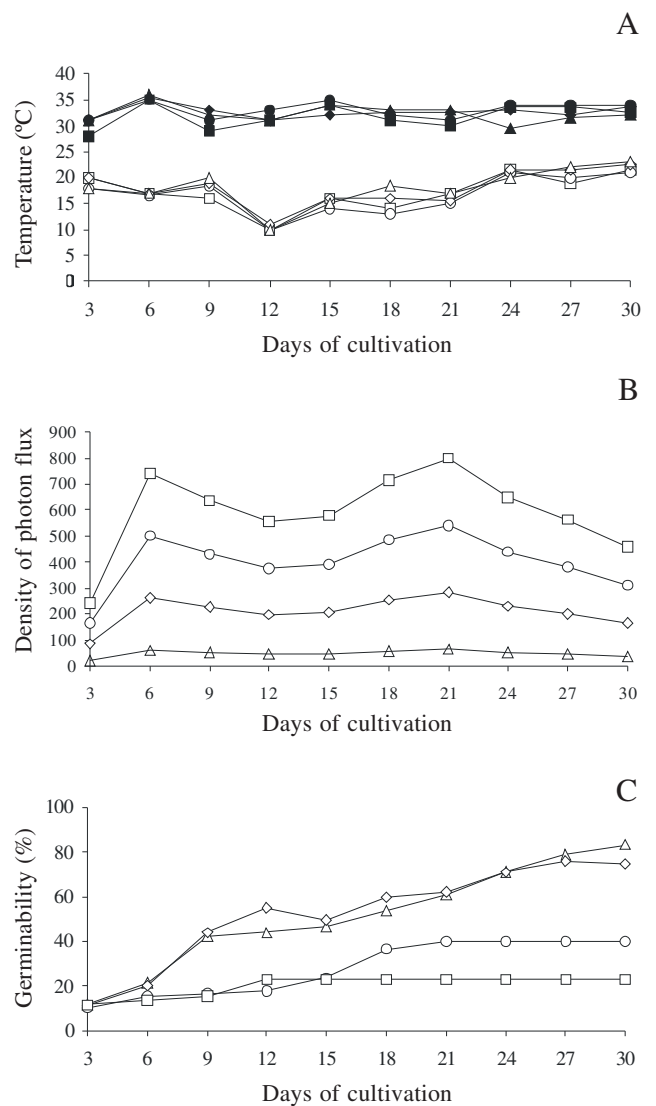 A
Temperature (ºC)
40
35
30
25
20
15
10
5
0
3 6 9 12 15 18 21 24 27 30
Days of cultivation
B
Density of photon flux
900
800
700
600
500
400
300
200
100
0
3 6 9 12 15 18 21 24 27 30
Days of cultivation
C
Germinability (%)
100
80
60
40
20
0
3 6 9 12 15 18 21 24 27 30
Days of cultivation